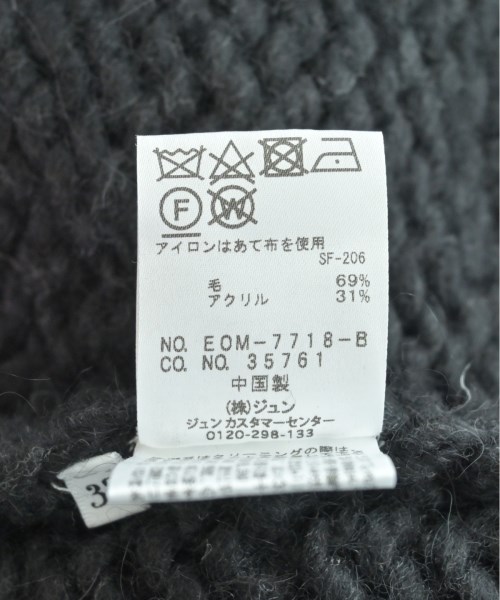 F W
アイロンはあて布を使用
SF-206
毛 69%
アクリル 31%
NO. EOM-7718-B
CO. NO. 35761
中国製
(株)ジュン
ジュン カスタマーセンター
0120-298-133